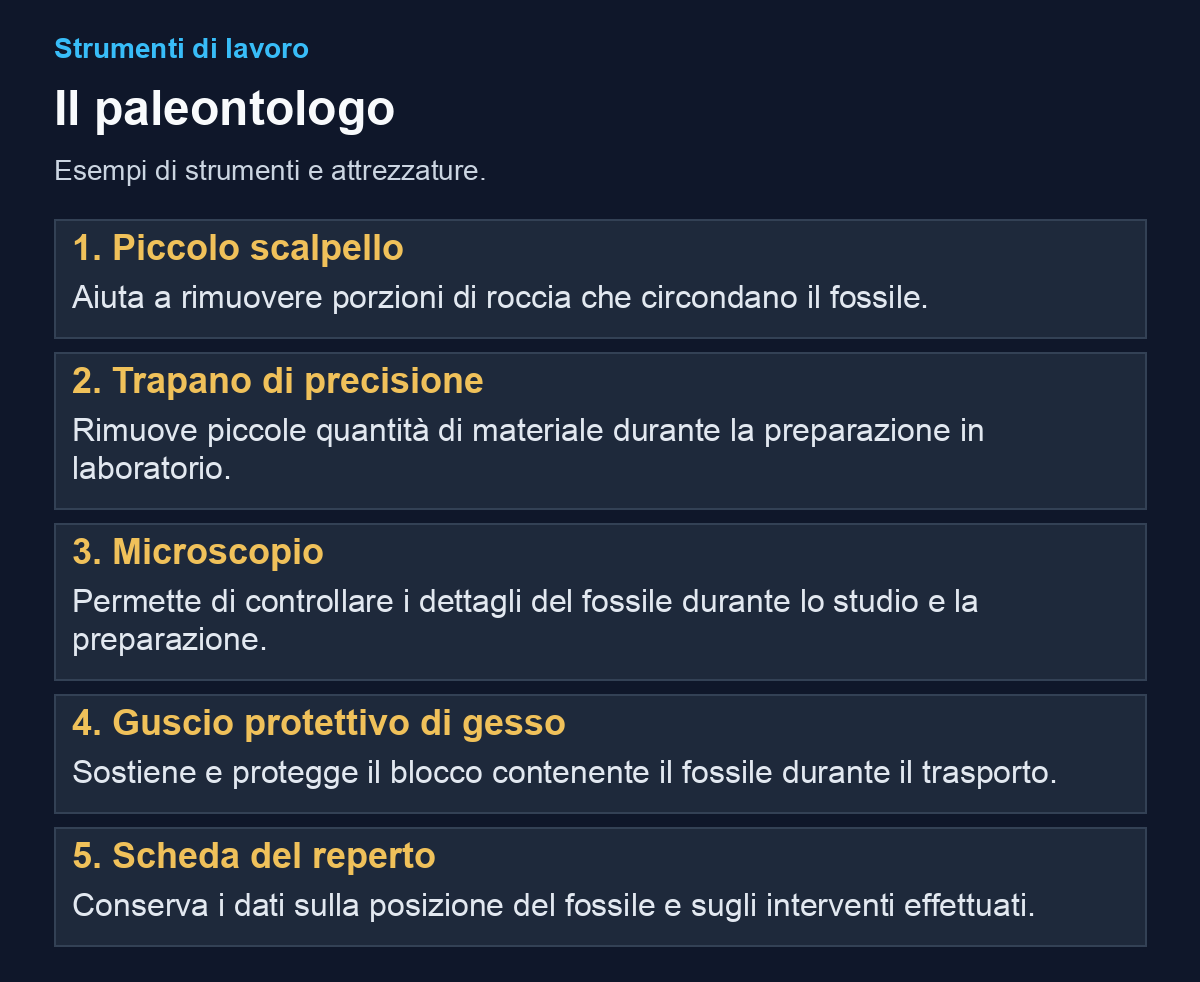 Strumenti di lavoro
Il paleontologo
Esempi di strumenti e attrezzature.
1. Piccolo scalpello
Aiuta a rimuovere porzioni di roccia che circondano il fossile.
2. Trapano di precisione
Rimuove piccole quantità di materiale durante la preparazione in
laboratorio.
3. Microscopio
Permette di controllare i dettagli del fossile durante lo studio e la
preparazione.
4. Guscio protettivo di gesso
Sostiene e protegge il blocco contenente il fossile durante il trasporto.
5. Scheda del reperto
Conserva i dati sulla posizione del fossile e sugli interventi effettuati.